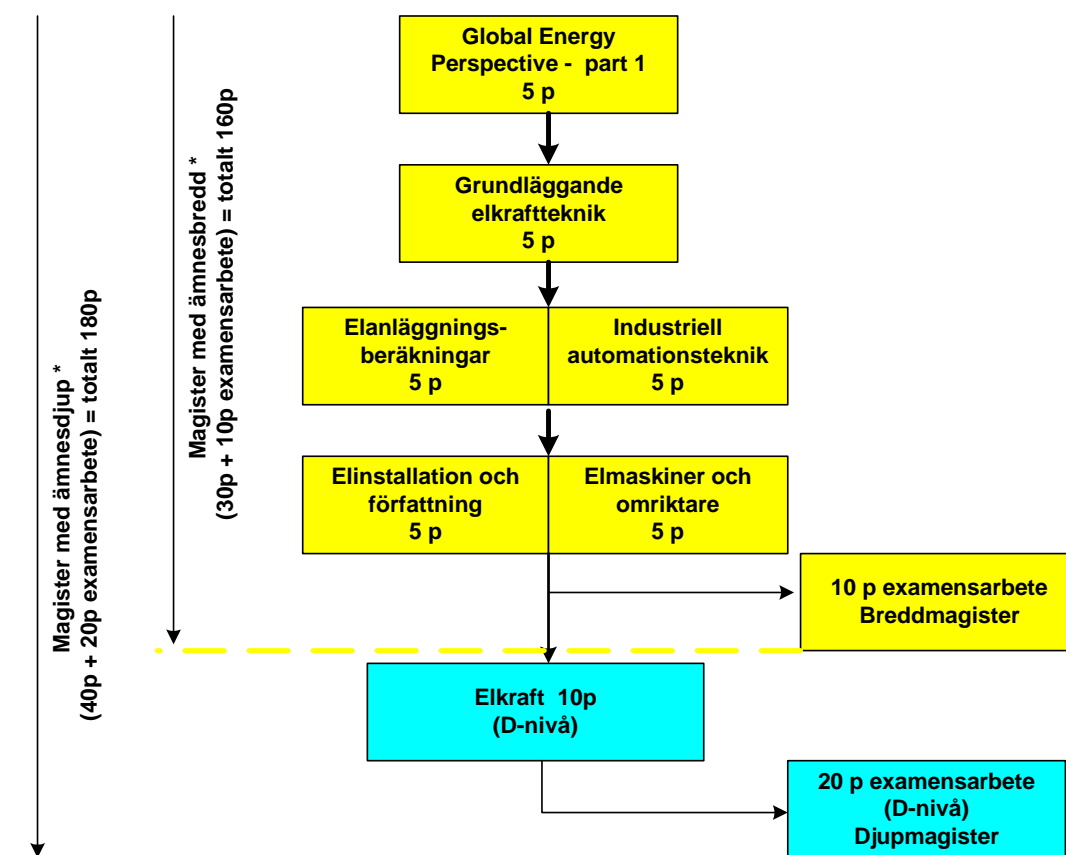 Magister med ämnesdjup *
(40p + 20p examensarbete) = totalt 180p
Magister med ämnesbredd *
(30p + 10p examensarbete) = totalt 160p
Global Energy
Perspective - part 1
5 p
Grundläggande
elkraftteknik
5 p
Elanläggnings-
beräkningar
5 p
Industriell
automationsteknik
5 p
Elinstallation och
författning
5 p
Elmaskiner och
omriktare
5 p
10 p examensarbete
Breddmagister
Elkraft 10p
(D-nivå)
20 p examensarbete
(D-nivå)
Djupmagister